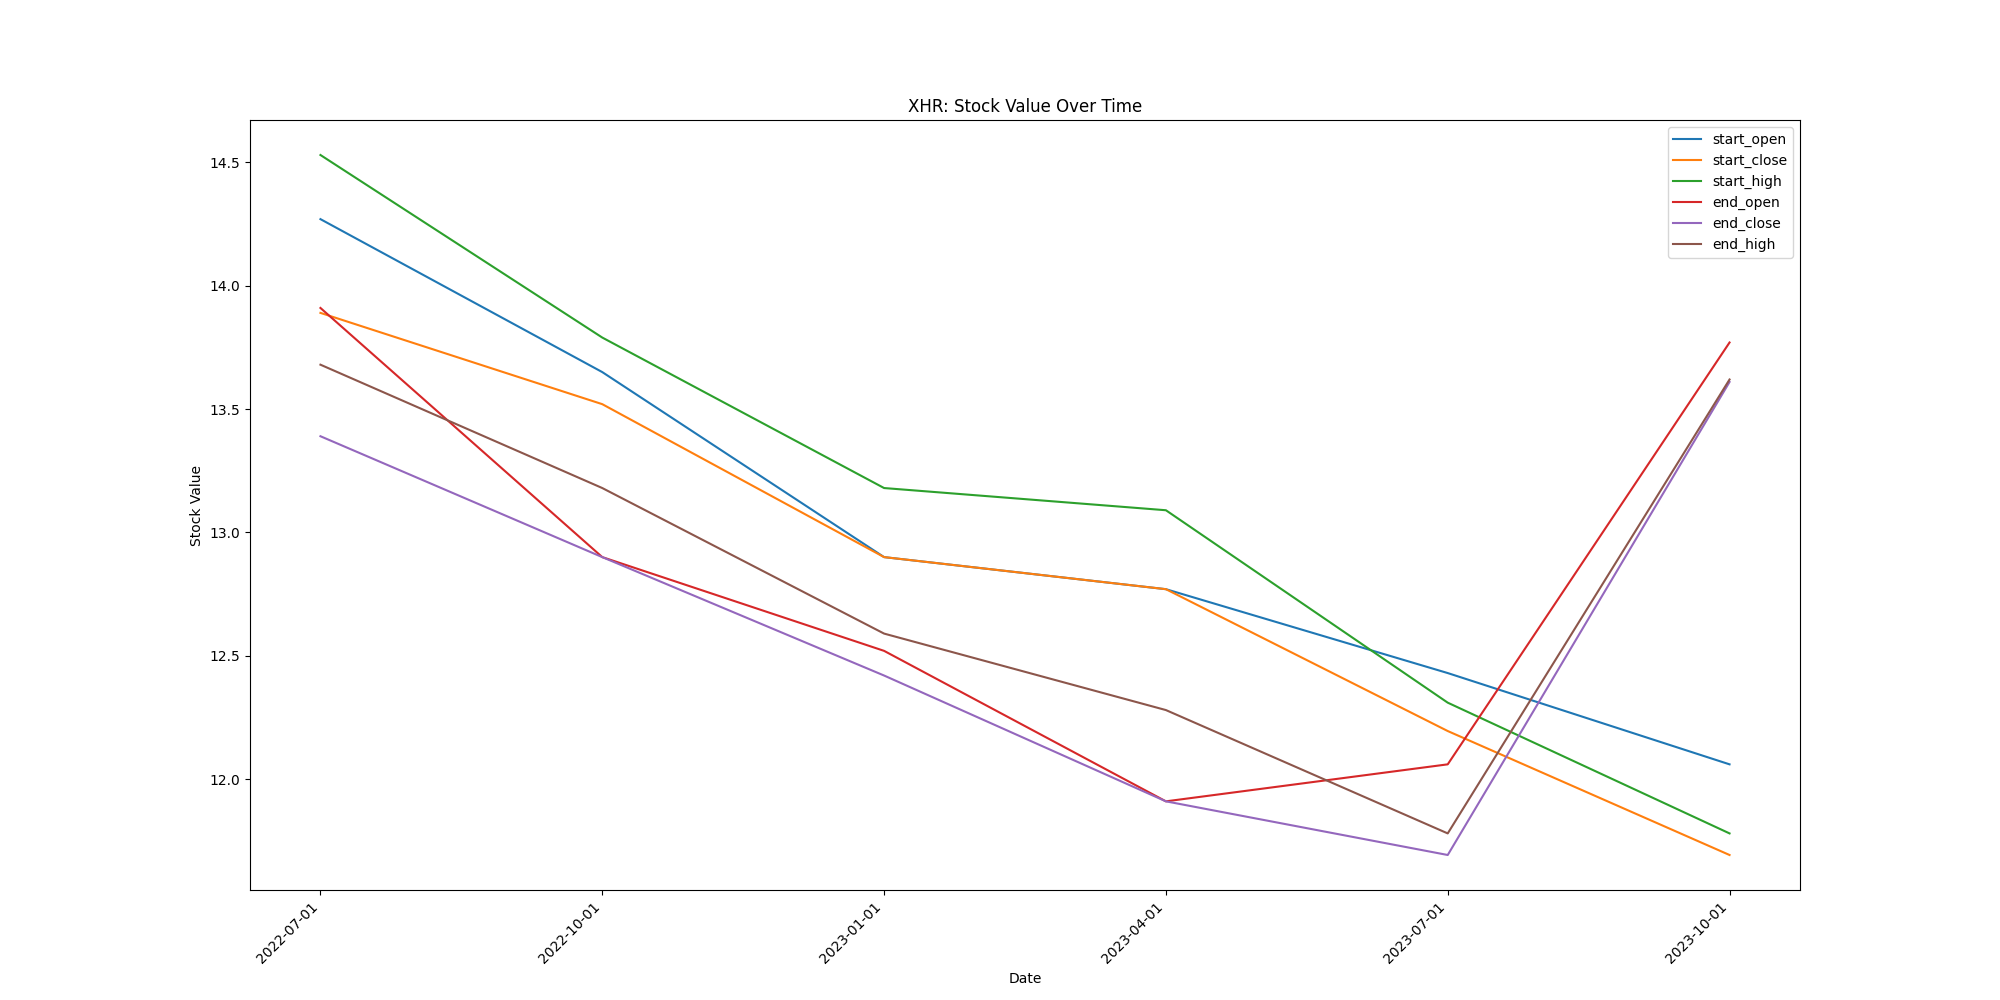 XHR: Stock Value Over Time
start_open
start_close
start_high
end_open
end_close
end_high
Stock Value
14.5
14.0
13.5
13.0
12.5
12.0
2022-07-01
2022-10-01
2023-01-01
2023-04-01
2023-07-01
2023-10-01
Date